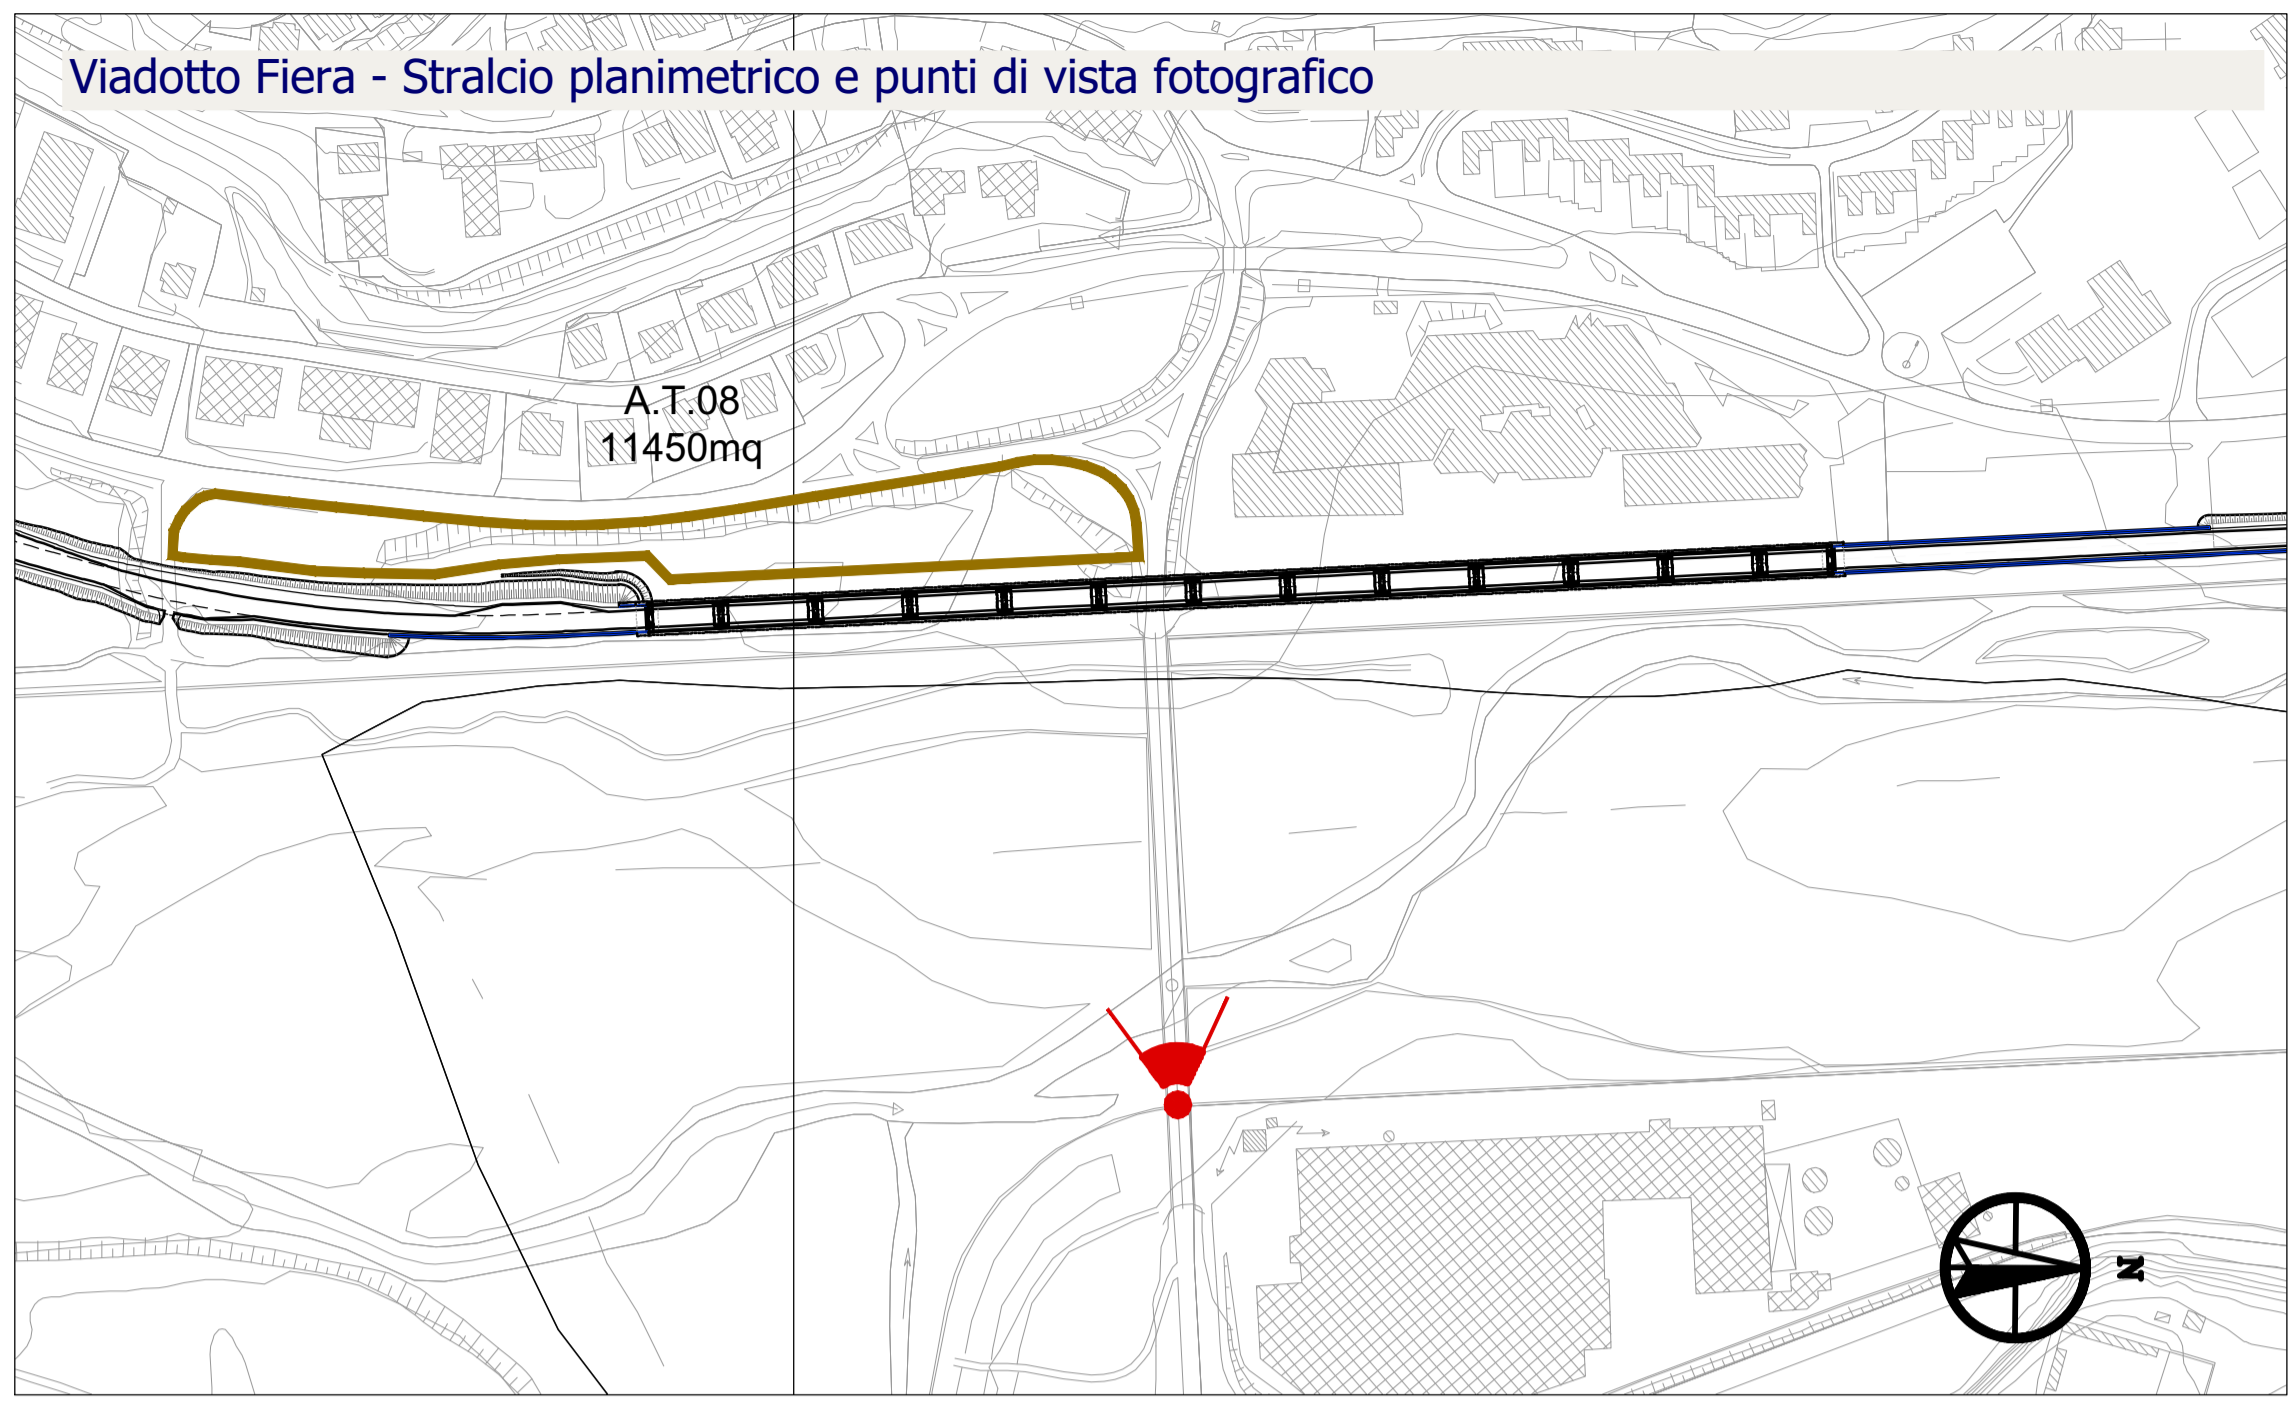 Viadotto Fiera - Stralcio planimetrico e punti di vista fotografico
A.T.08
11450mq
N